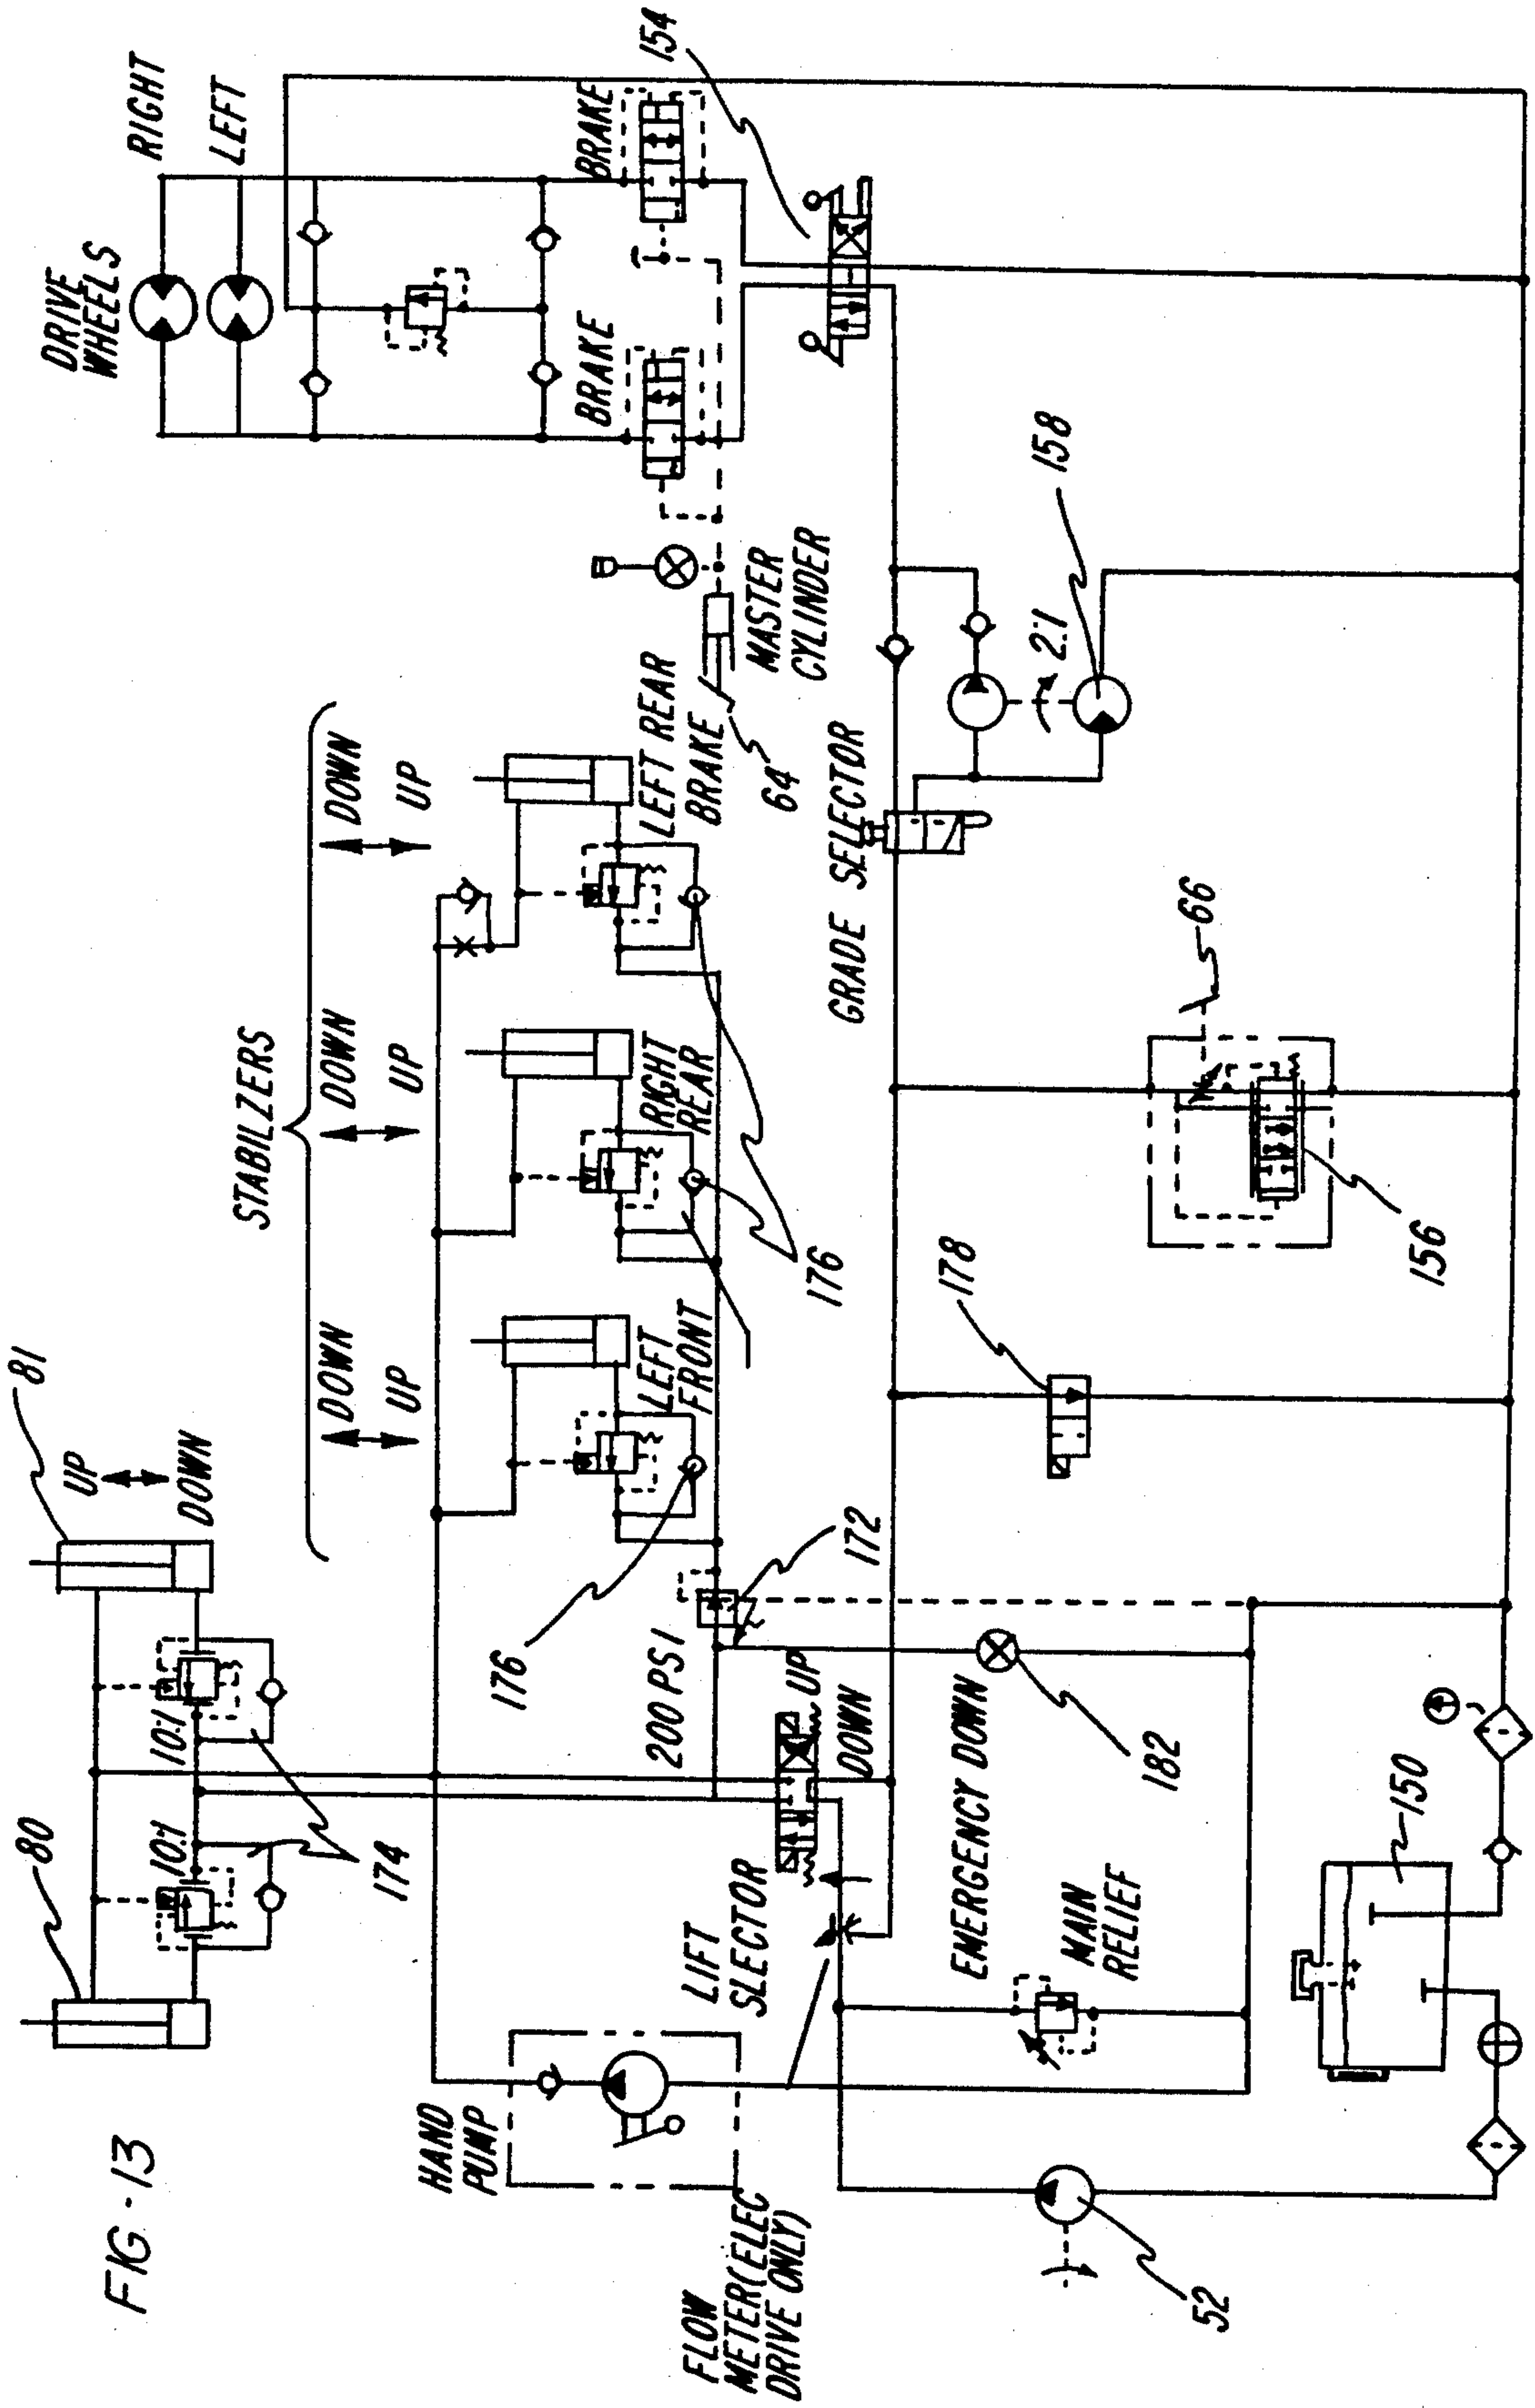 FIG-13
80
81
UP
DOWN
10:1
10:1
174
STABILIZERS
DOWN
UP
DOWN
UP
DOWN
UP
LEFT
FRONT
RIGHT
REAR
LEFT REAR
176
176
DRIVE
WHEELS
RIGHT
LEFT
BRAKE
BRAKE
154
BRAKE
64
MASTER
CYLINDER
HAND
PUMP
FLOW
METER(ELEC
DRIVE ONLY)
LIFT
SLECTOR
200 PSI
UP
DOWN
172
GRADE SELECTOR
2:1
158
EMERGENCY DOWN
182
178
66
156
MAIN
RELIEF
52
150